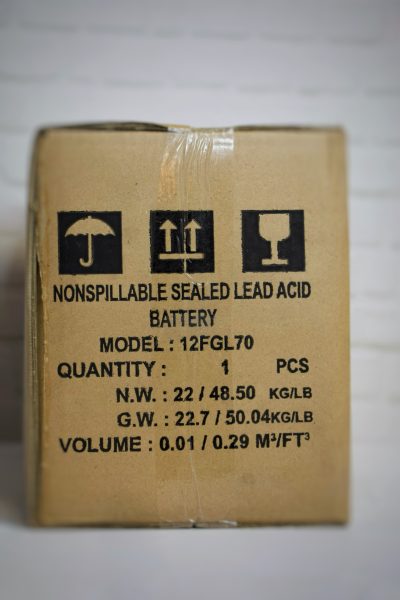 NONSPILLABLE SEALED LEAD ACID
BATTERY
MODEL : 12FGL70
QUANTITY : 1 PCS
N.W. : 22 / 48.50 KG/LB
G.W. : 22.7 / 50.04KG/LB
VOLUME : 0.01 / 0.29 M³/FT³